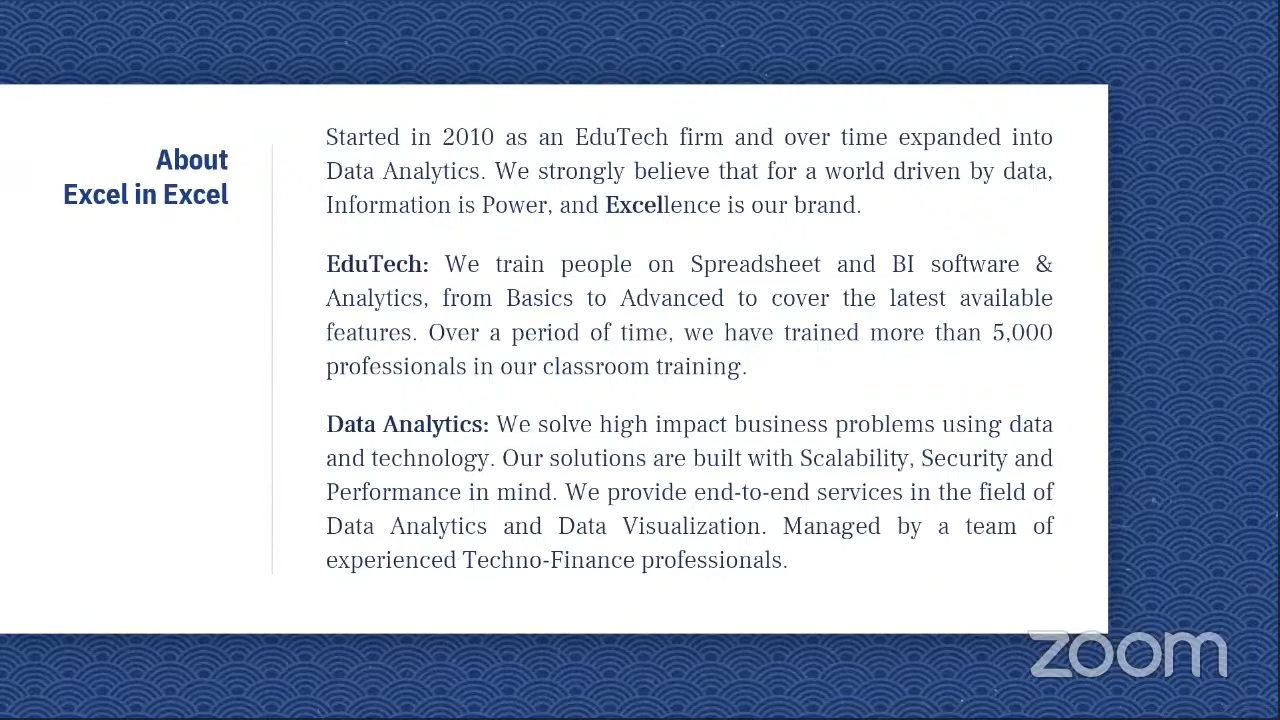 About
Excel in Excel
Started in 2010 as an EduTech firm and over time expanded into
Data Analytics. We strongly believe that for a world driven by data,
Information is Power, and Excellence is our brand.
EduTech: We train people on Spreadsheet and BI software &
Analytics, from Basics to Advanced to cover the latest available
features. Over a period of time, we have trained more than 5,000
professionals in our classroom training.
Data Analytics: We solve high impact business problems using data
and technology. Our solutions are built with Scalability, Security and
Performance in mind. We provide end-to-end services in the field of
Data Analytics and Data Visualization. Managed by a team of
experienced Techno-Finance professionals.
zoom